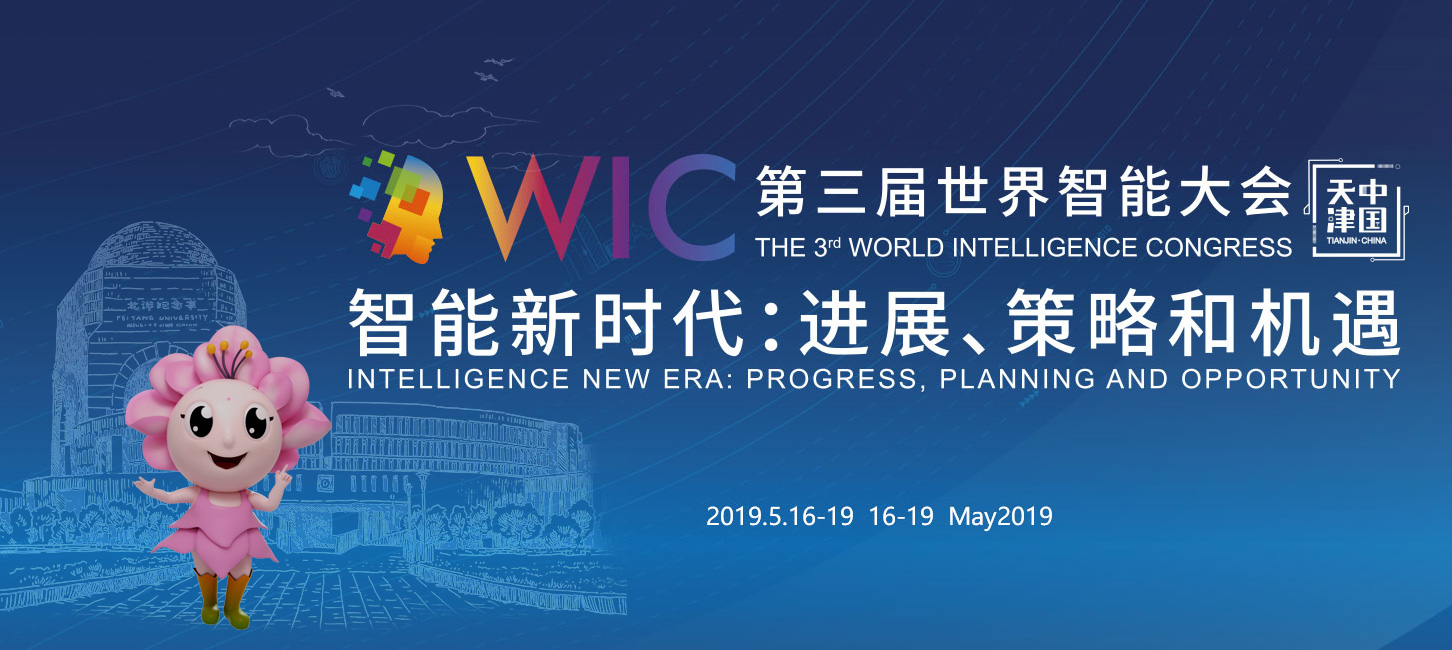 WIC
第三届世界智能大会
THE 3rd WORLD INTELLIGENCE CONGRESS
中国
天津
TIANJIN·CHINA
智能新时代：进展、策略和机遇
INTELLIGENCE NEW ERA: PROGRESS, PLANNING AND OPPORTUNITY
PEIYANG UNIVERSITY
2019.5.16-19 16-19 May2019